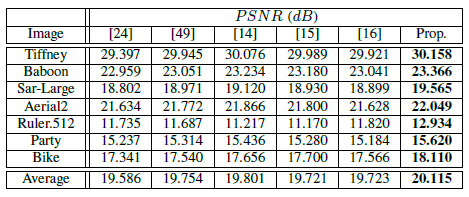 PSNR (dB)
Image [24] [49] [14] [15] [16] Prop.
Tiffney 29.397 29.945 30.076 29.989 29.921 30.158
Baboon 22.959 23.051 23.234 23.180 23.041 23.366
Sar-Large 18.802 18.971 19.120 18.930 18.899 19.565
Aerial2 21.634 21.772 21.866 21.800 21.628 22.049
Ruler.512 11.735 11.687 11.217 11.170 11.820 12.934
Party 15.237 15.314 15.436 15.280 15.184 15.620
Bike 17.341 17.540 17.656 17.700 17.566 18.110
Average 19.586 19.754 19.801 19.721 19.723 20.115